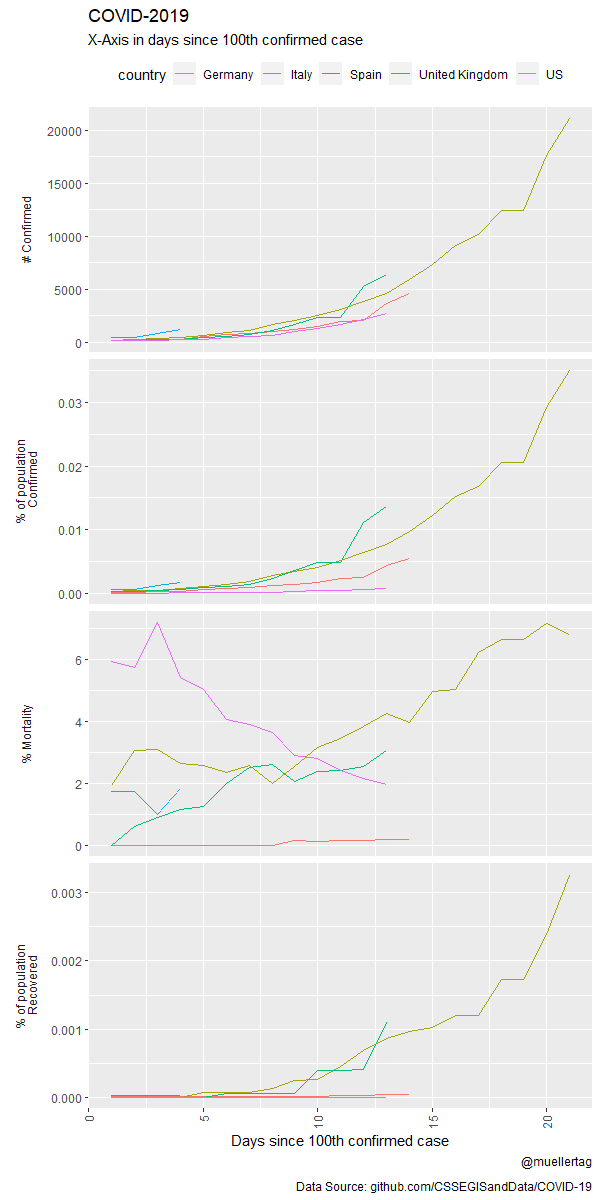 COVID-2019
X-Axis in days since 100th confirmed case
country Germany Italy Spain United Kingdom US
# Confirmed
20000
15000
10000
5000
0
% of population
Confirmed
0.03
0.02
0.01
0.00
% Mortality
6
4
2
0
% of population
Recovered
0.003
0.002
0.001
0.000
0 5 10 15 20
Days since 100th confirmed case
@muellertag
Data Source: github.com/CSSEGISandData/COVID-19